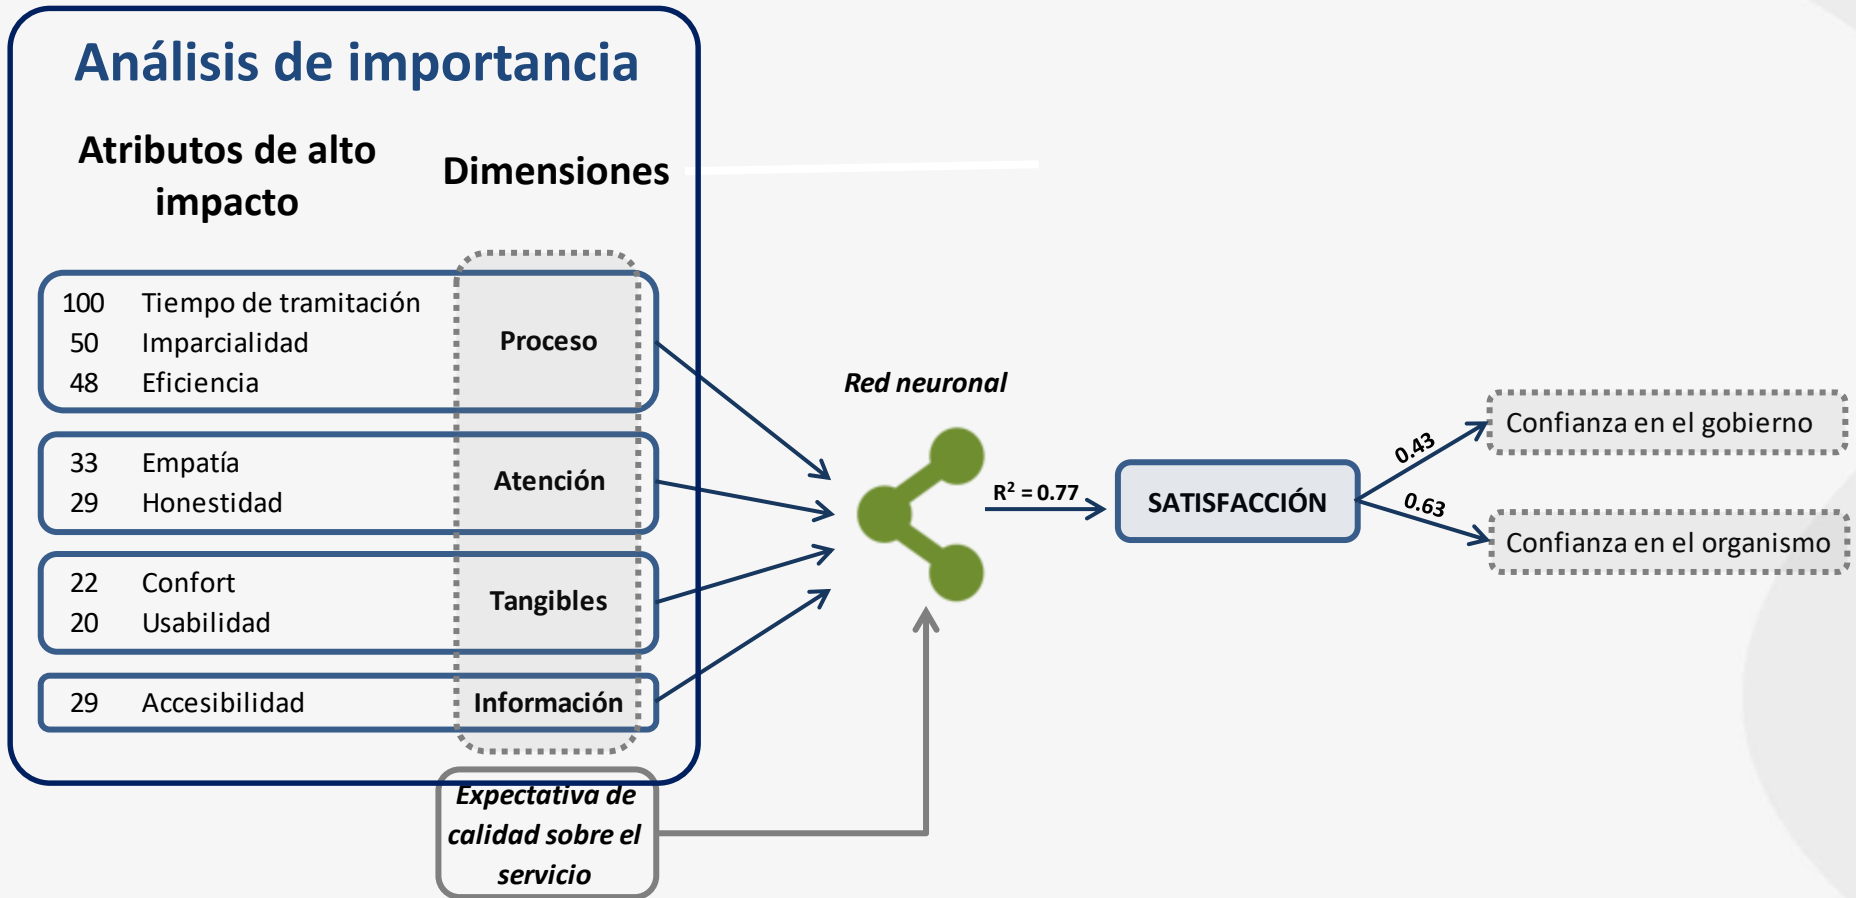 Análisis de importancia
Atributos de alto
impacto
Dimensiones
100 Tiempo de tramitación
50 Imparcialidad
48 Eficiencia
Proceso
33 Empatía
29 Honestidad
Atención
22 Confort
20 Usabilidad
Tangibles
29 Accesibilidad
Información
Expectativa de
calidad sobre el
servicio
Red neuronal
R² = 0.77
SATISFACCIÓN
0.43
0.63
Confianza en el gobierno
Confianza en el organismo